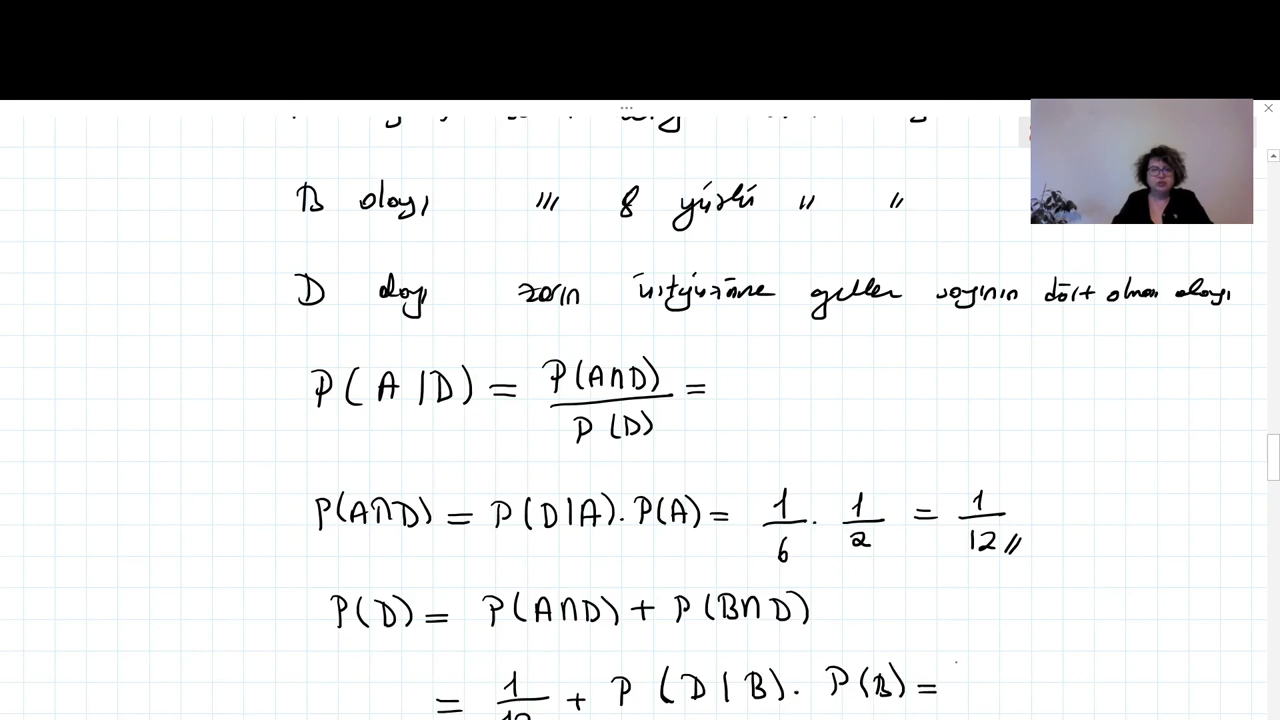 B olayı /// 8 yüzlü " "
D olayı zarın üstyüzüne gelen sayının dört olması olayı
P(A|D) = P(A∩D) / P(D) =
P(A∩D) = P(D|A). P(A) = 1/6 . 1/2 = 1/12 //
P(D) = P(A∩D) + P(B∩D)
= 1/12 + P(D|B). P(B) =